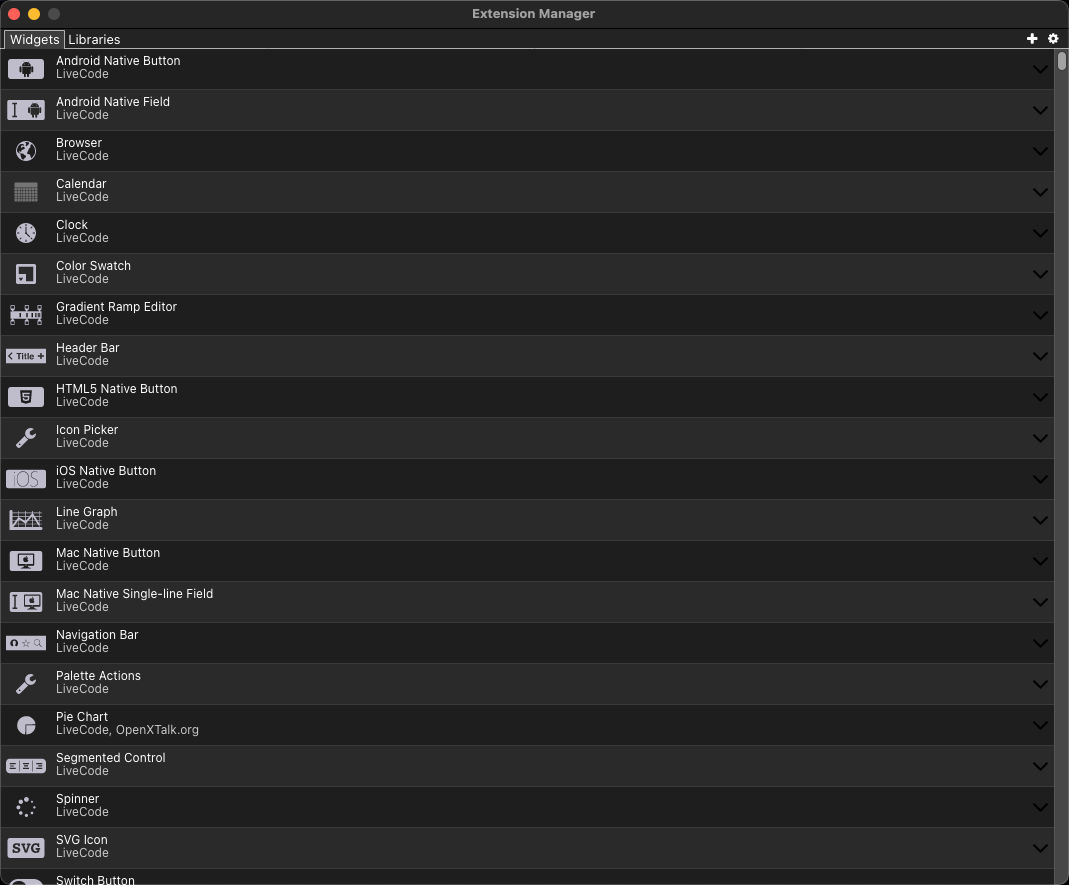 Extension Manager
Widgets Libraries
Android Native Button
LiveCode
Android Native Field
LiveCode
Browser
LiveCode
Calendar
LiveCode
Clock
LiveCode
Color Swatch
LiveCode
Gradient Ramp Editor
LiveCode
< Title +
Header Bar
LiveCode
HTML5 Native Button
LiveCode
Icon Picker
LiveCode
iOS
iOS Native Button
LiveCode
Line Graph
LiveCode
Mac Native Button
LiveCode
Mac Native Single-line Field
LiveCode
Navigation Bar
LiveCode
Palette Actions
LiveCode
Pie Chart
LiveCode, OpenXTalk.org
Segmented Control
LiveCode
Spinner
LiveCode
SVG
SVG Icon
LiveCode
Switch Button